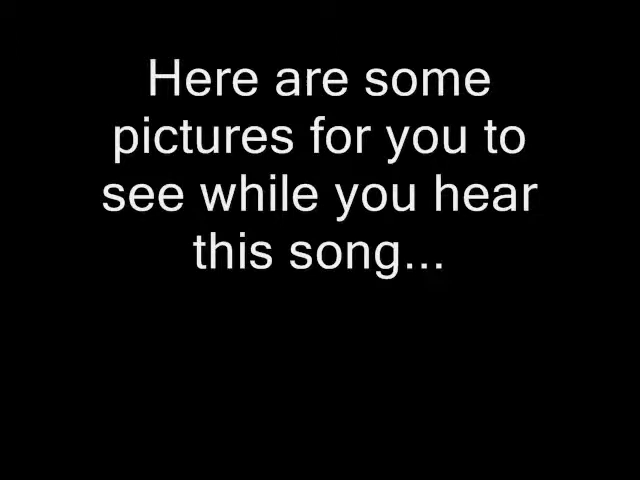 Here are some
pictures for you to
see while you hear
this song...